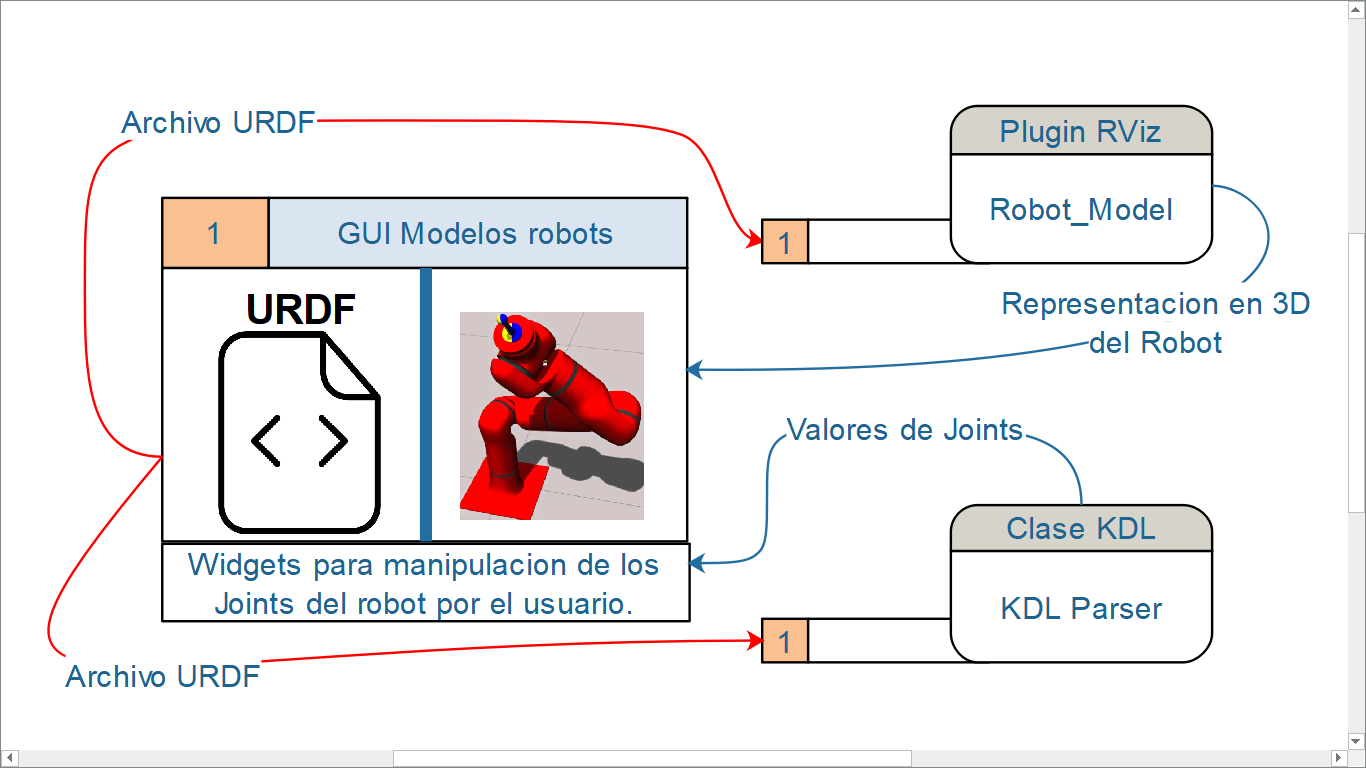 Archivo URDF
Plugin RViz
Robot_Model
1
1
GUI Modelos robots
URDF
Representacion en 3D
del Robot
Valores de Joints
Clase KDL
KDL Parser
1
Widgets para manipulacion de los
Joints del robot por el usuario.
Archivo URDF